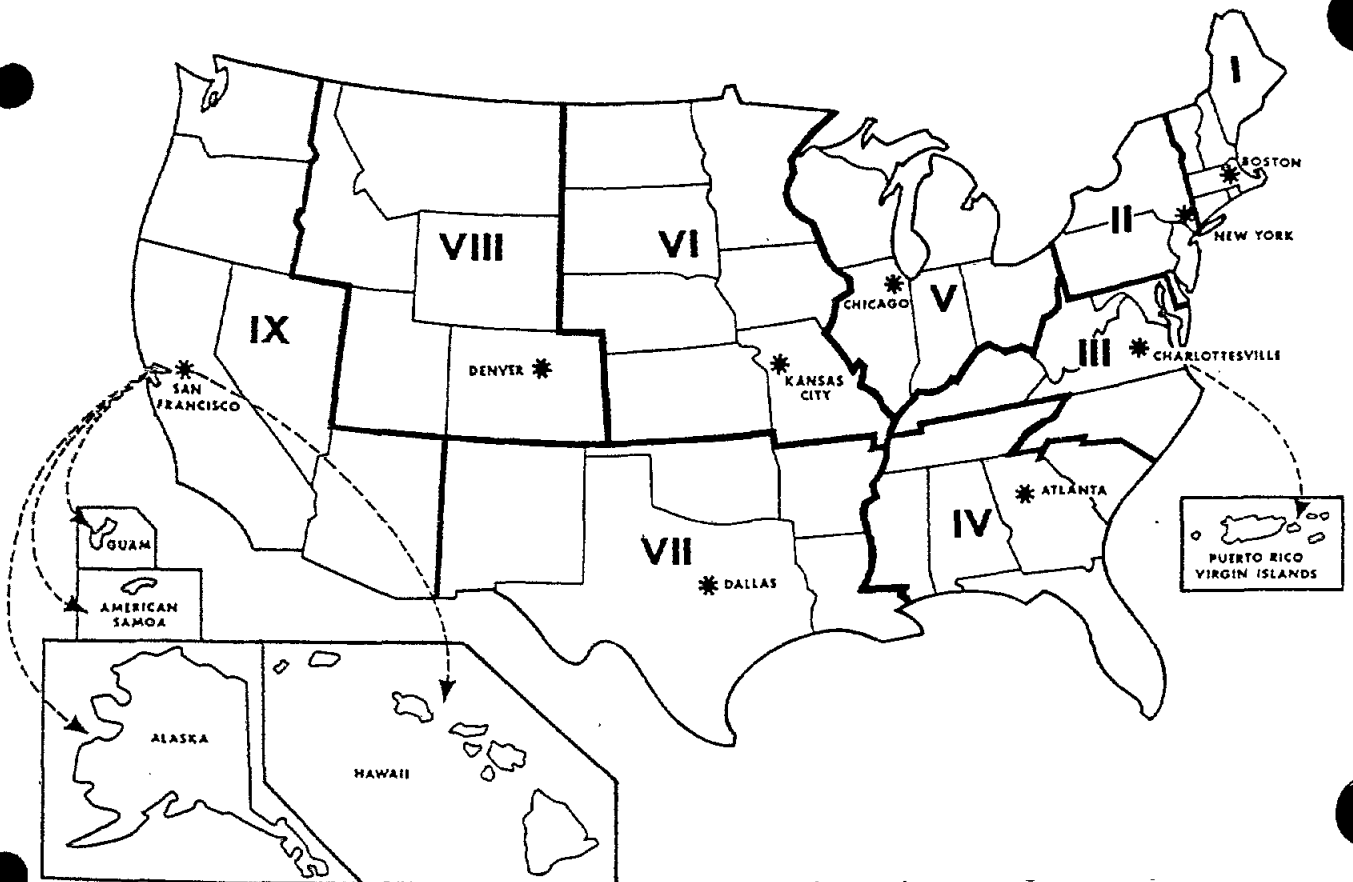 I
BOSTON
II
NEW YORK
VIII
VI
CHICAGO
V
IX
III
CHARLOTTESVILLE
DENVER
KANSAS
CITY
SAN
FRANCISCO
ATLANTA
IV
GUAM
VII
DALLAS
PUERTO RICO
VIRGIN ISLANDS
AMERICAN
SAMOA
ALASKA
HAWAII